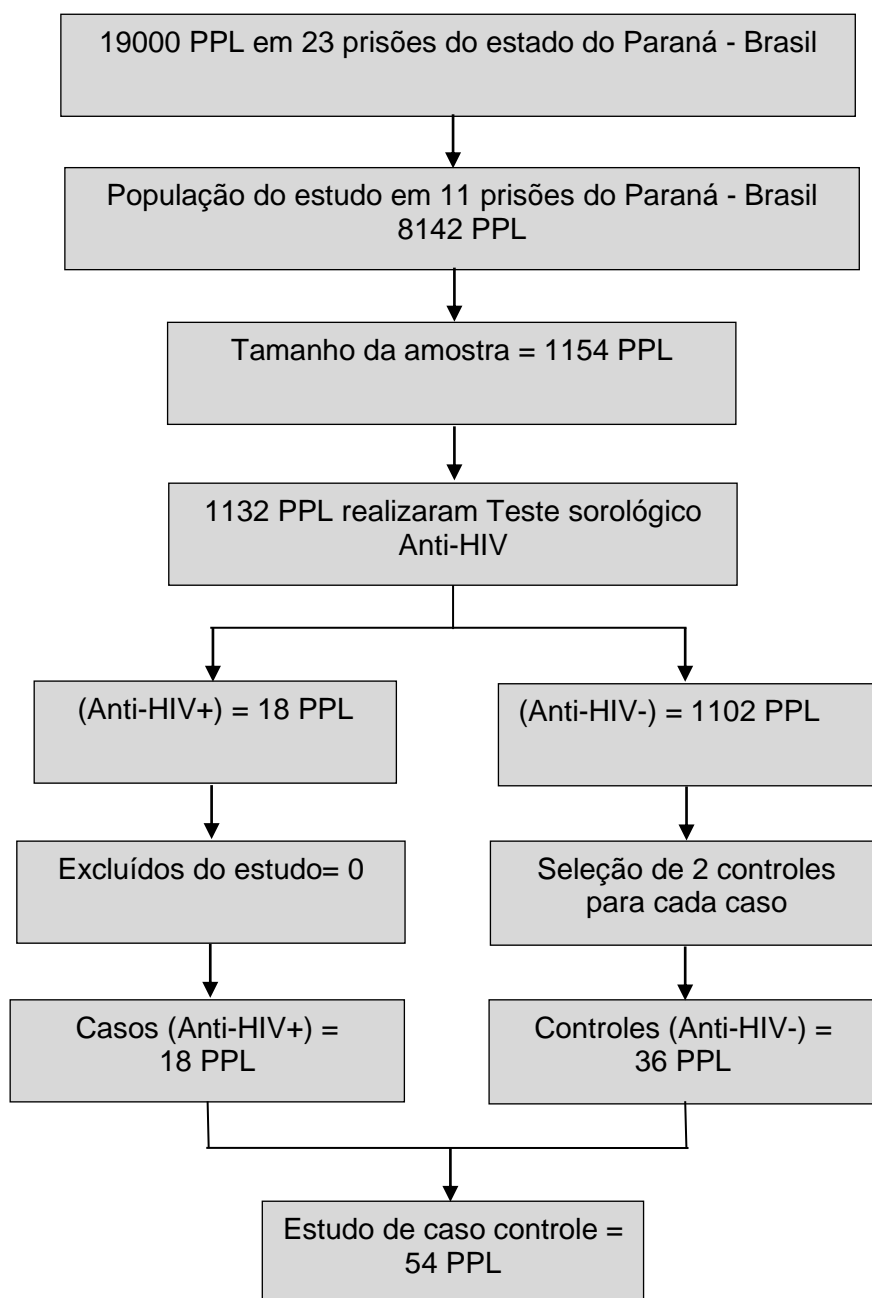 19000 PPL em 23 prisões do estado do Paraná - Brasil
População do estudo em 11 prisões do Paraná - Brasil
8142 PPL
Tamanho da amostra = 1154 PPL
1132 PPL realizaram Teste sorológico
Anti-HIV
(Anti-HIV+) = 18 PPL
(Anti-HIV-) = 1102 PPL
Excluídos do estudo= 0
Seleção de 2 controles
para cada caso
Casos (Anti-HIV+) =
18 PPL
Controles (Anti-HIV-) =
36 PPL
Estudo de caso controle =
54 PPL